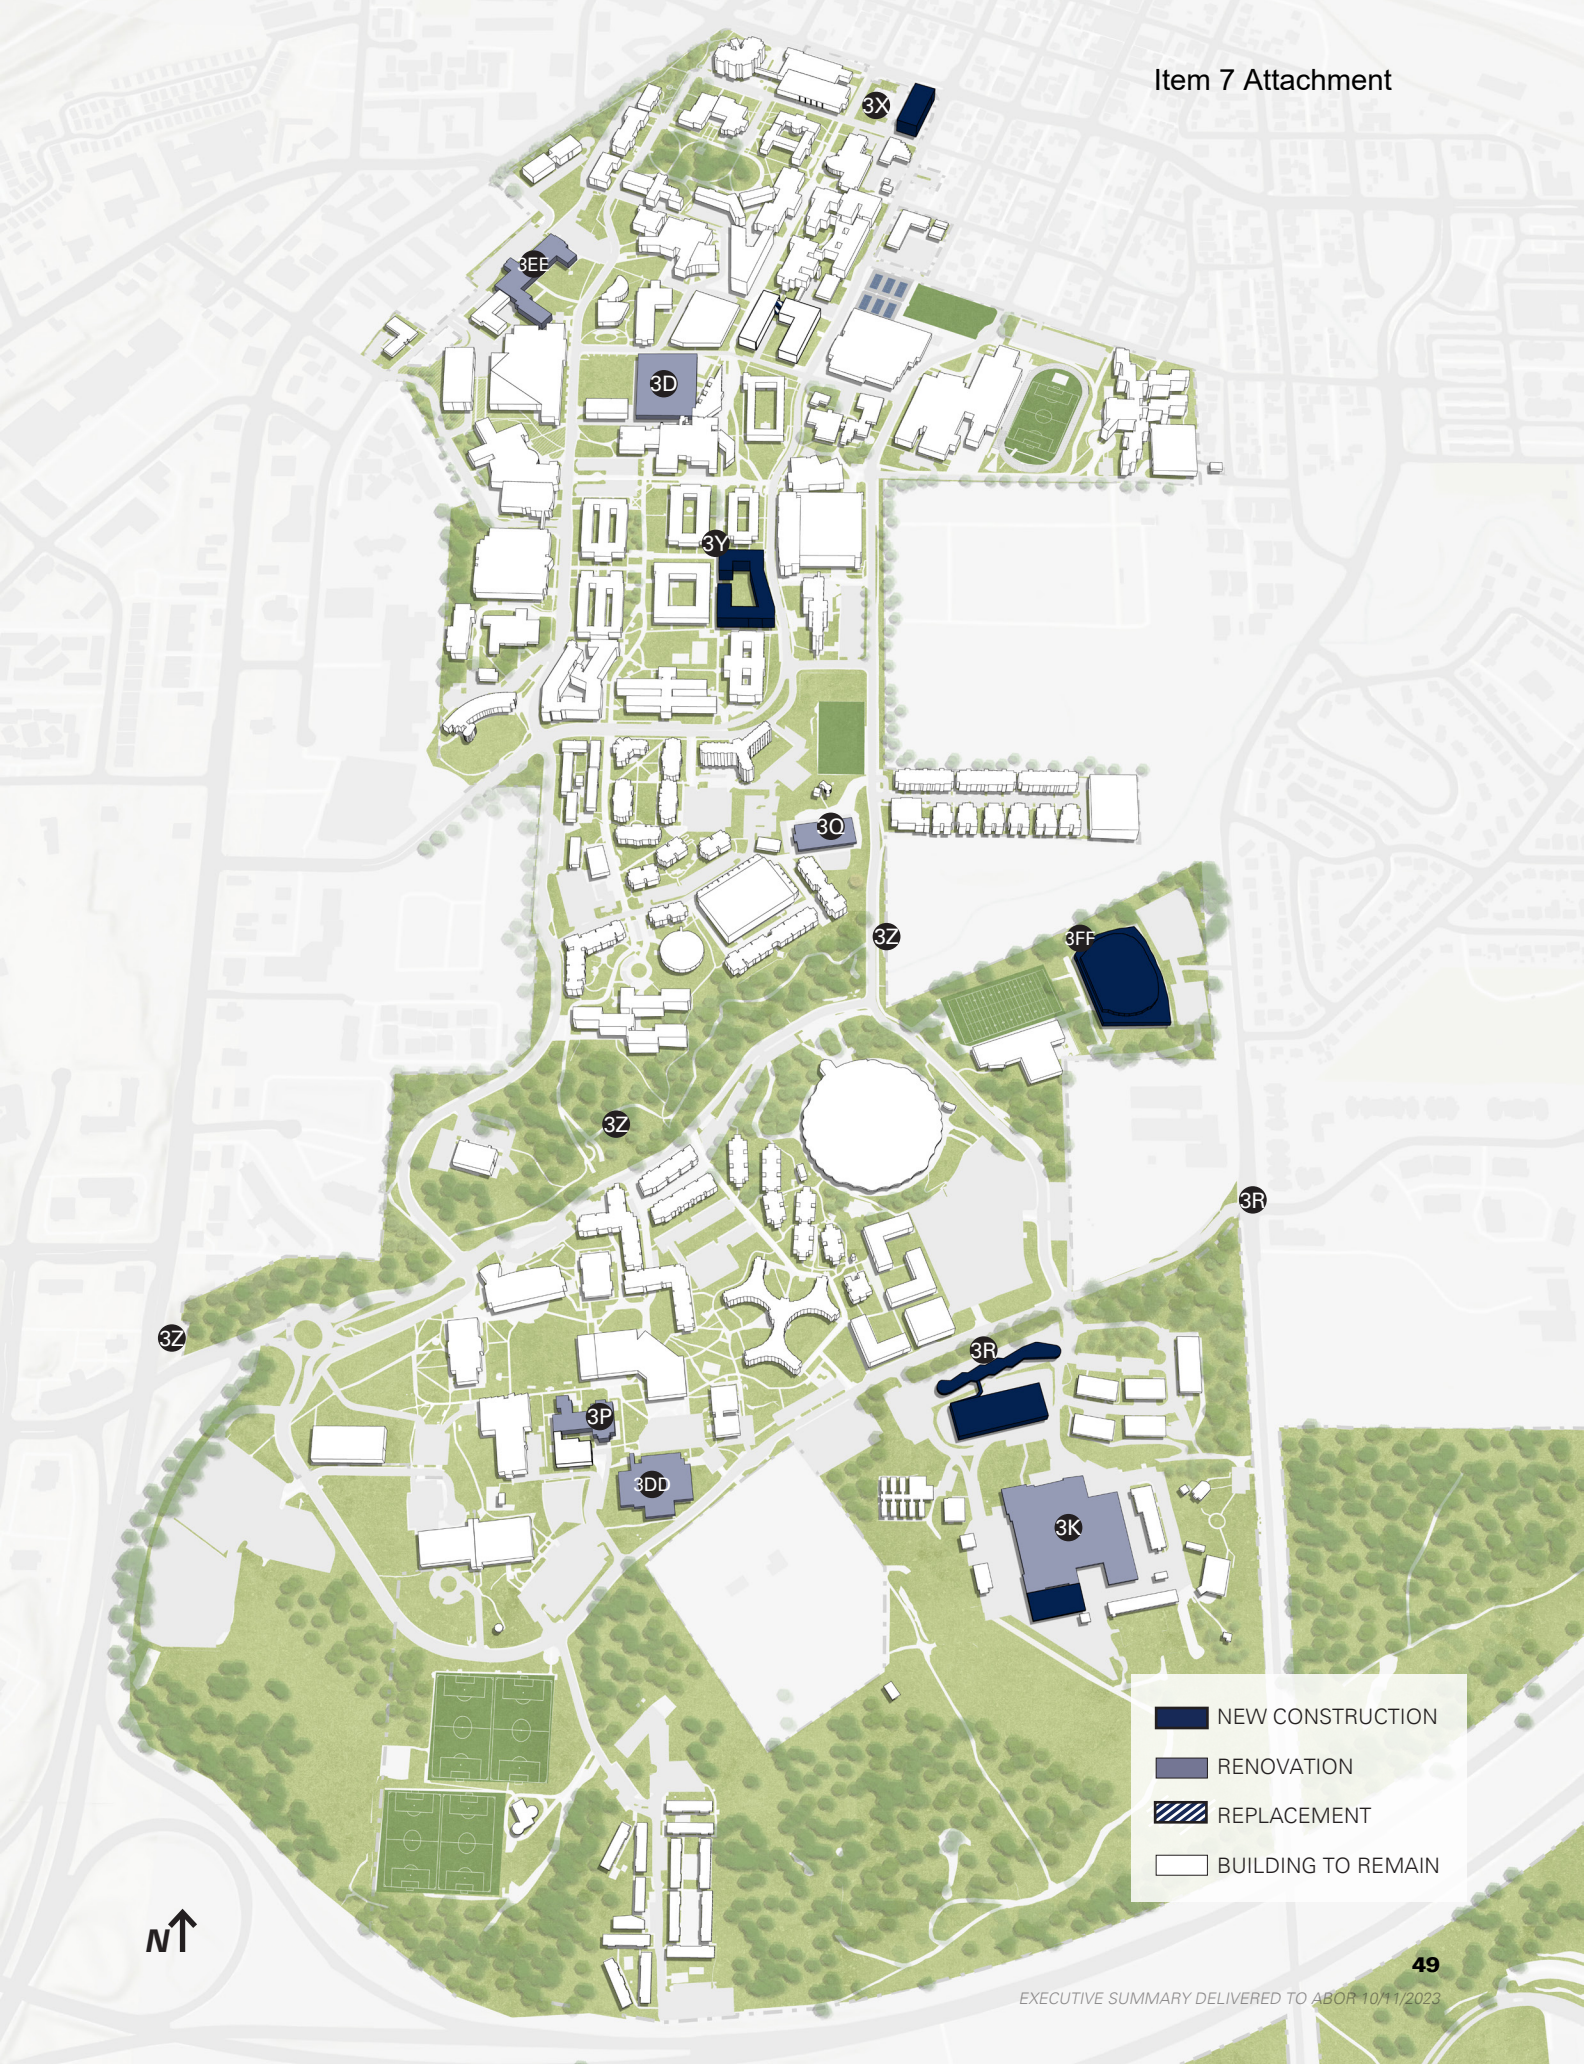 Item 7 Attachment
3X
3EE
3D
3Y
3Q
3Z
3FF
3Z
3R
3Z
3R
3P
3DD
3K
NEW CONSTRUCTION
RENOVATION
REPLACEMENT
BUILDING TO REMAIN
N
49
EXECUTIVE SUMMARY DELIVERED TO ABOR 10/11/2023